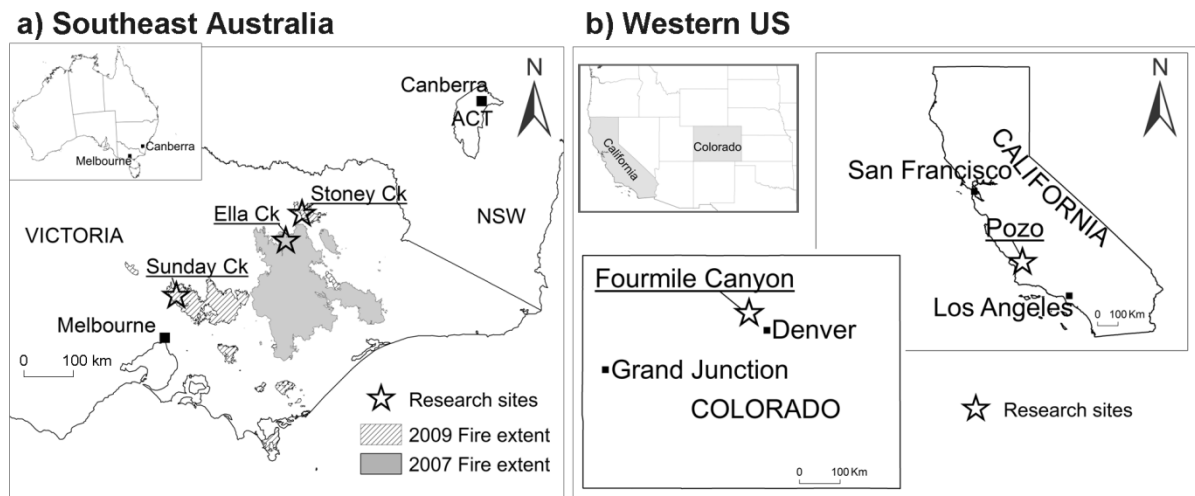 a) Southeast Australia
Canberra
Melbourne
Canberra
ACT
N
Stoney Ck
Ella Ck
NSW
VICTORIA
Sunday Ck
Melbourne
0 100 km
Research sites
2009 Fire extent
2007 Fire extent
b) Western US
California
Colorado
N
CALIFORNIA
San Francisco
Pozo
Los Angeles
0 100 Km
Fourmile Canyon
Denver
Grand Junction
COLORADO
0 100 Km
Research sites